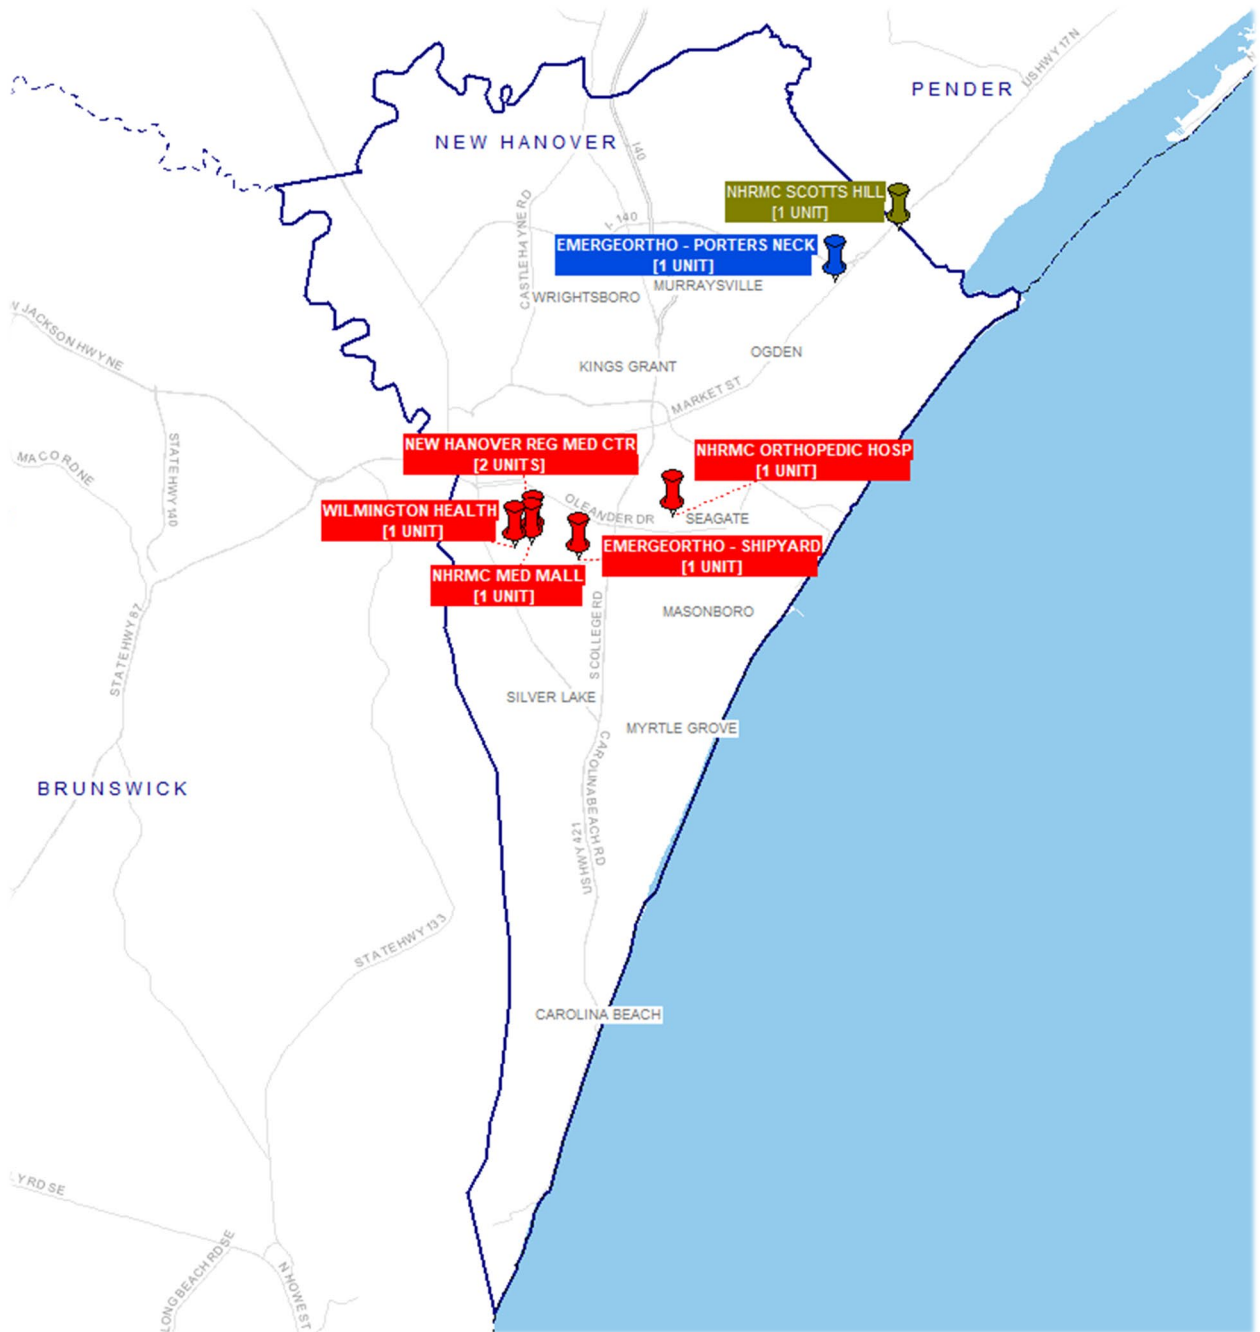 US HWY 17 N
PENDER
NEW HANOVER
I 40
NHRMC SCOTTS HILL
[1 UNIT]
CASTLE HAYNE RD
I- 140
EMERGEORTHO - PORTERS NECK
[1 UNIT]
MURRAYSVILLE
WRIGHTSBORO
N JACKSON HWY NE
OGDEN
KINGS GRANT
MARKET ST
NEW HANOVER REG MED CTR
[2 UNITS]
NHRMC ORTHOPEDIC HOSP
[1 UNIT]
MACO RD NE
STATE HWY 140
OLEANDER DR
WILMINGTON HEALTH
[1 UNIT]
SEAGATE
EMERGEORTHO - SHIPYARD
[1 UNIT]
NHRMC MED MALL
[1 UNIT]
MASONBORO
S COLLEGE RD
STATE HWY 87
SILVER LAKE
MYRTLE GROVE
CAROLINA BEACH RD
BRUNSWICK
US HWY 421
STATE HWY 133
CAROLINA BEACH
YRD SE
LONG BEACH RD SE
N HOWE ST